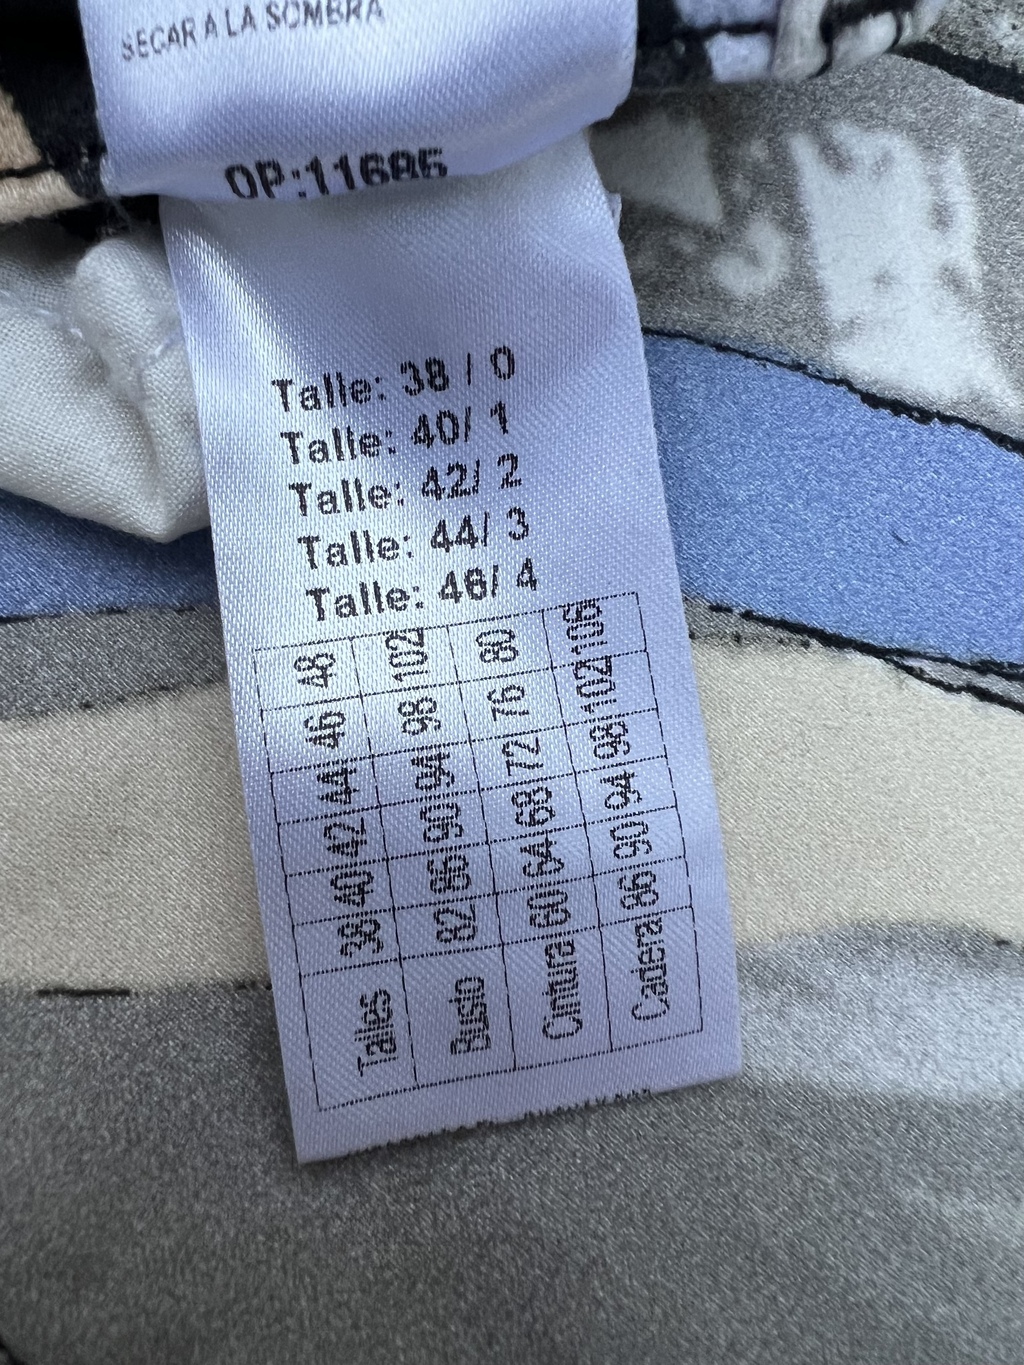 SECAR A LA SOMBRA
OP:11685
Talle: 38 / 0
Talle: 40/ 1
Talle: 42/ 2
Talle: 44/ 3
Talle: 46/ 4
Talles 38 40 42 44 46 48
Busto 82 86 90 94 98 102
Cintura 60 64 68 72 76 80
Cadera 86 90 94 98 102 106